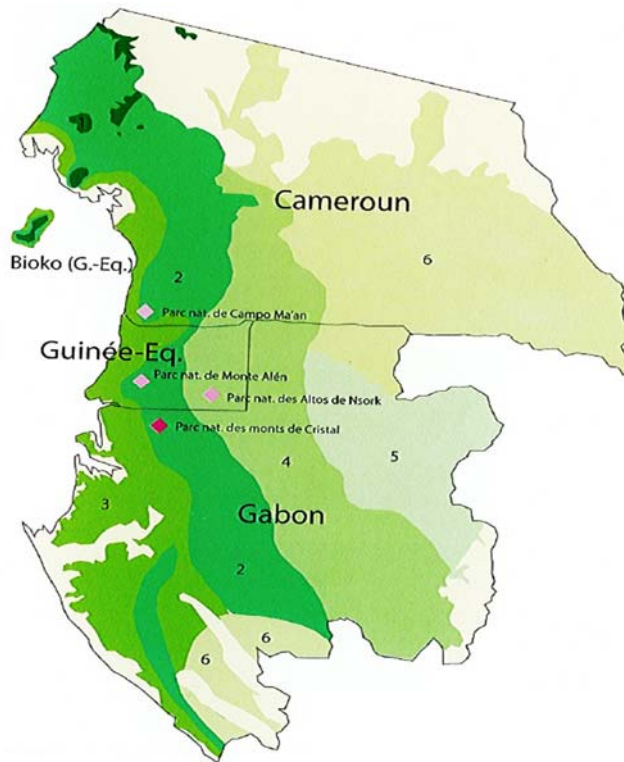 1
Cameroun
6
Bioko (G.-Eq.)
2
Parc nat. de Campo Ma'an
Guinée-Eq.
Parc nat. de Monte Alén
Parc nat. des Altos de Nsork
Parc nat. des monts de Cristal
4
5
3
Gabon
2
6
6